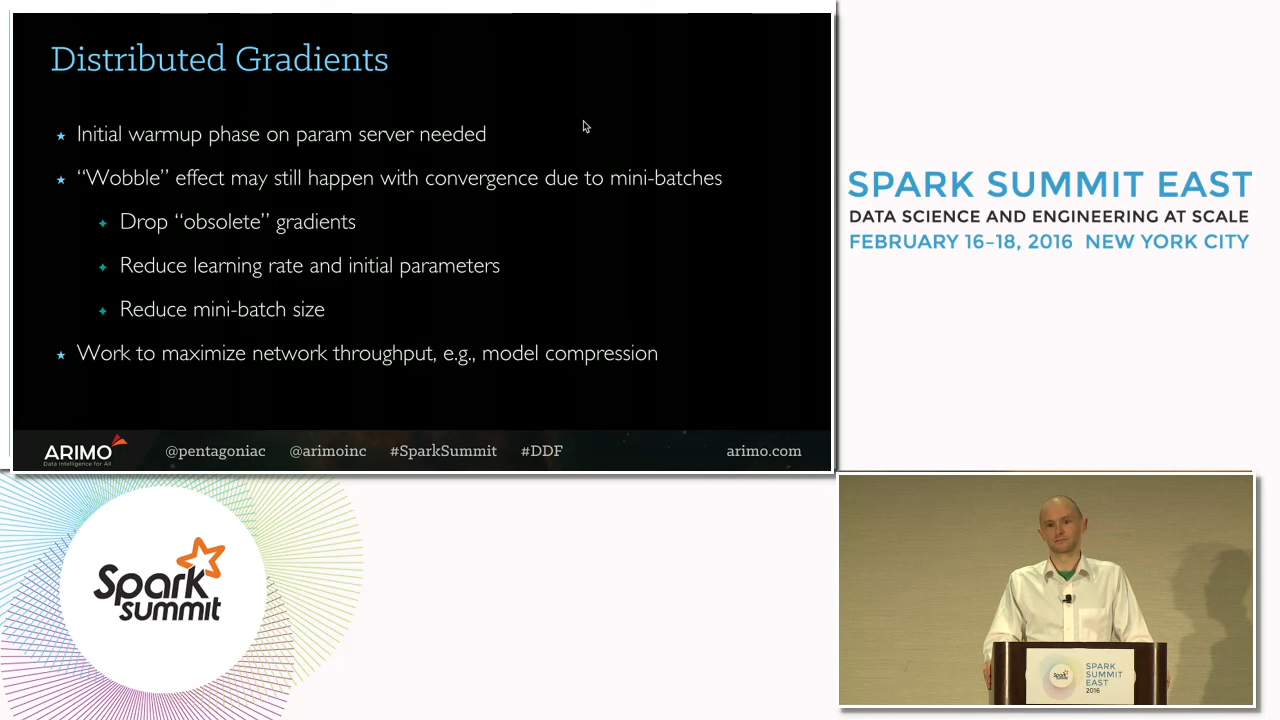 Distributed Gradients
Initial warmup phase on param server needed
“Wobble” effect may still happen with convergence due to mini-batches
Drop “obsolete” gradients
Reduce learning rate and initial parameters
Reduce mini-batch size
Work to maximize network throughput, e.g., model compression
ARIMO
Data Intelligence for All
@pentagoniac @arimoinc #SparkSummit #DDF arimo.com
SPARK SUMMIT EAST
DATA SCIENCE AND ENGINEERING AT SCALE
FEBRUARY 16–18, 2016 NEW YORK CITY
Spark
summit
Spark
SPARK
SUMMIT
EAST
2016